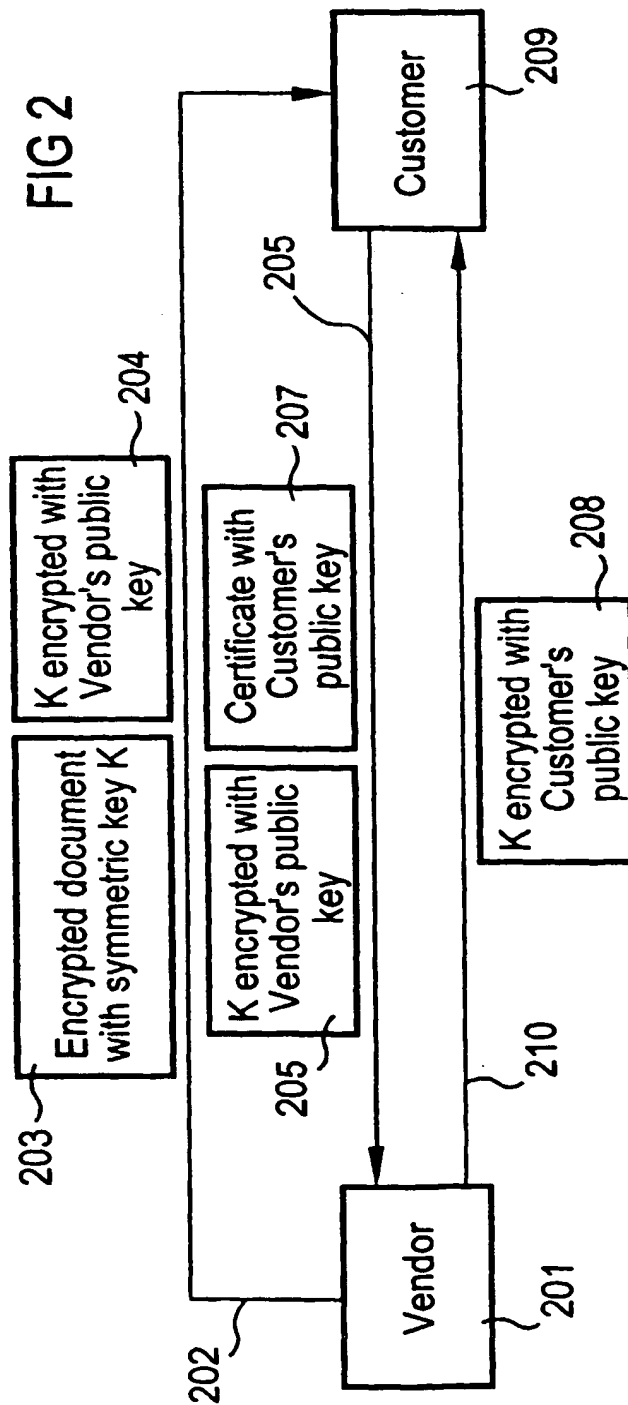 FIG 2
203
Encrypted document
with symmetric key K
K encrypted with
Vendor's public
key
204
202
K encrypted with
Vendor's public
key
205
Certificate with
Customer's
public key
207
205
Vendor
201
Customer
209
210
K encrypted with
Customer's
public key
208